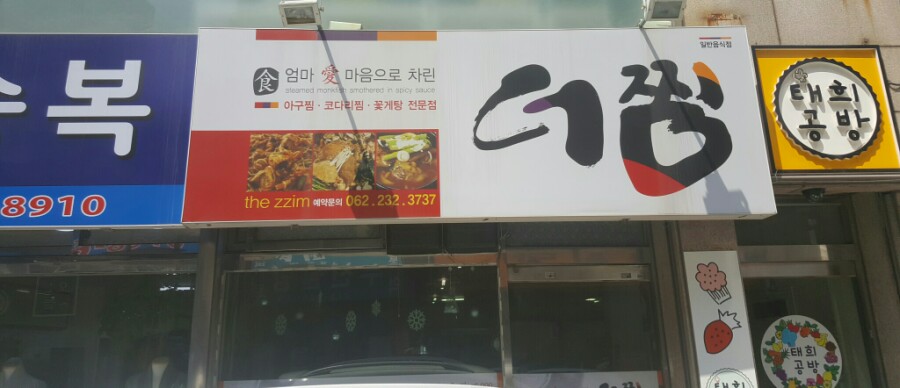 복
8910
食 엄마 愛 마음으로 차린
steamed monkfish smothered in spicy sauce
아구찜 · 코다리찜 · 꽃게탕 전문점
the zzim 예약문의 062.232.3737
일반음식점
더찜
태희
공방
#태희
공방
태희